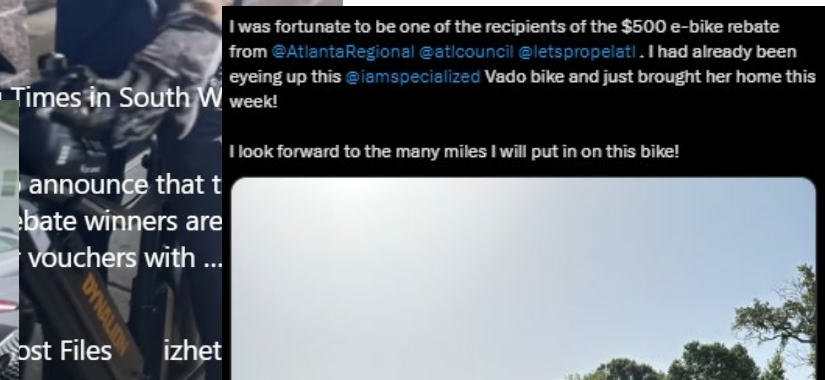 Times in South W
announce that t
ebate winners are
vouchers with ...
DYNALION
ost Files izhet
I was fortunate to be one of the recipients of the $500 e-bike rebate
from @AtlantaRegional @atlcouncil @letspropelatl . I had already been
eyeing up this @iamspecialized Vado bike and just brought her home this
week!
I look forward to the many miles I will put in on this bike!